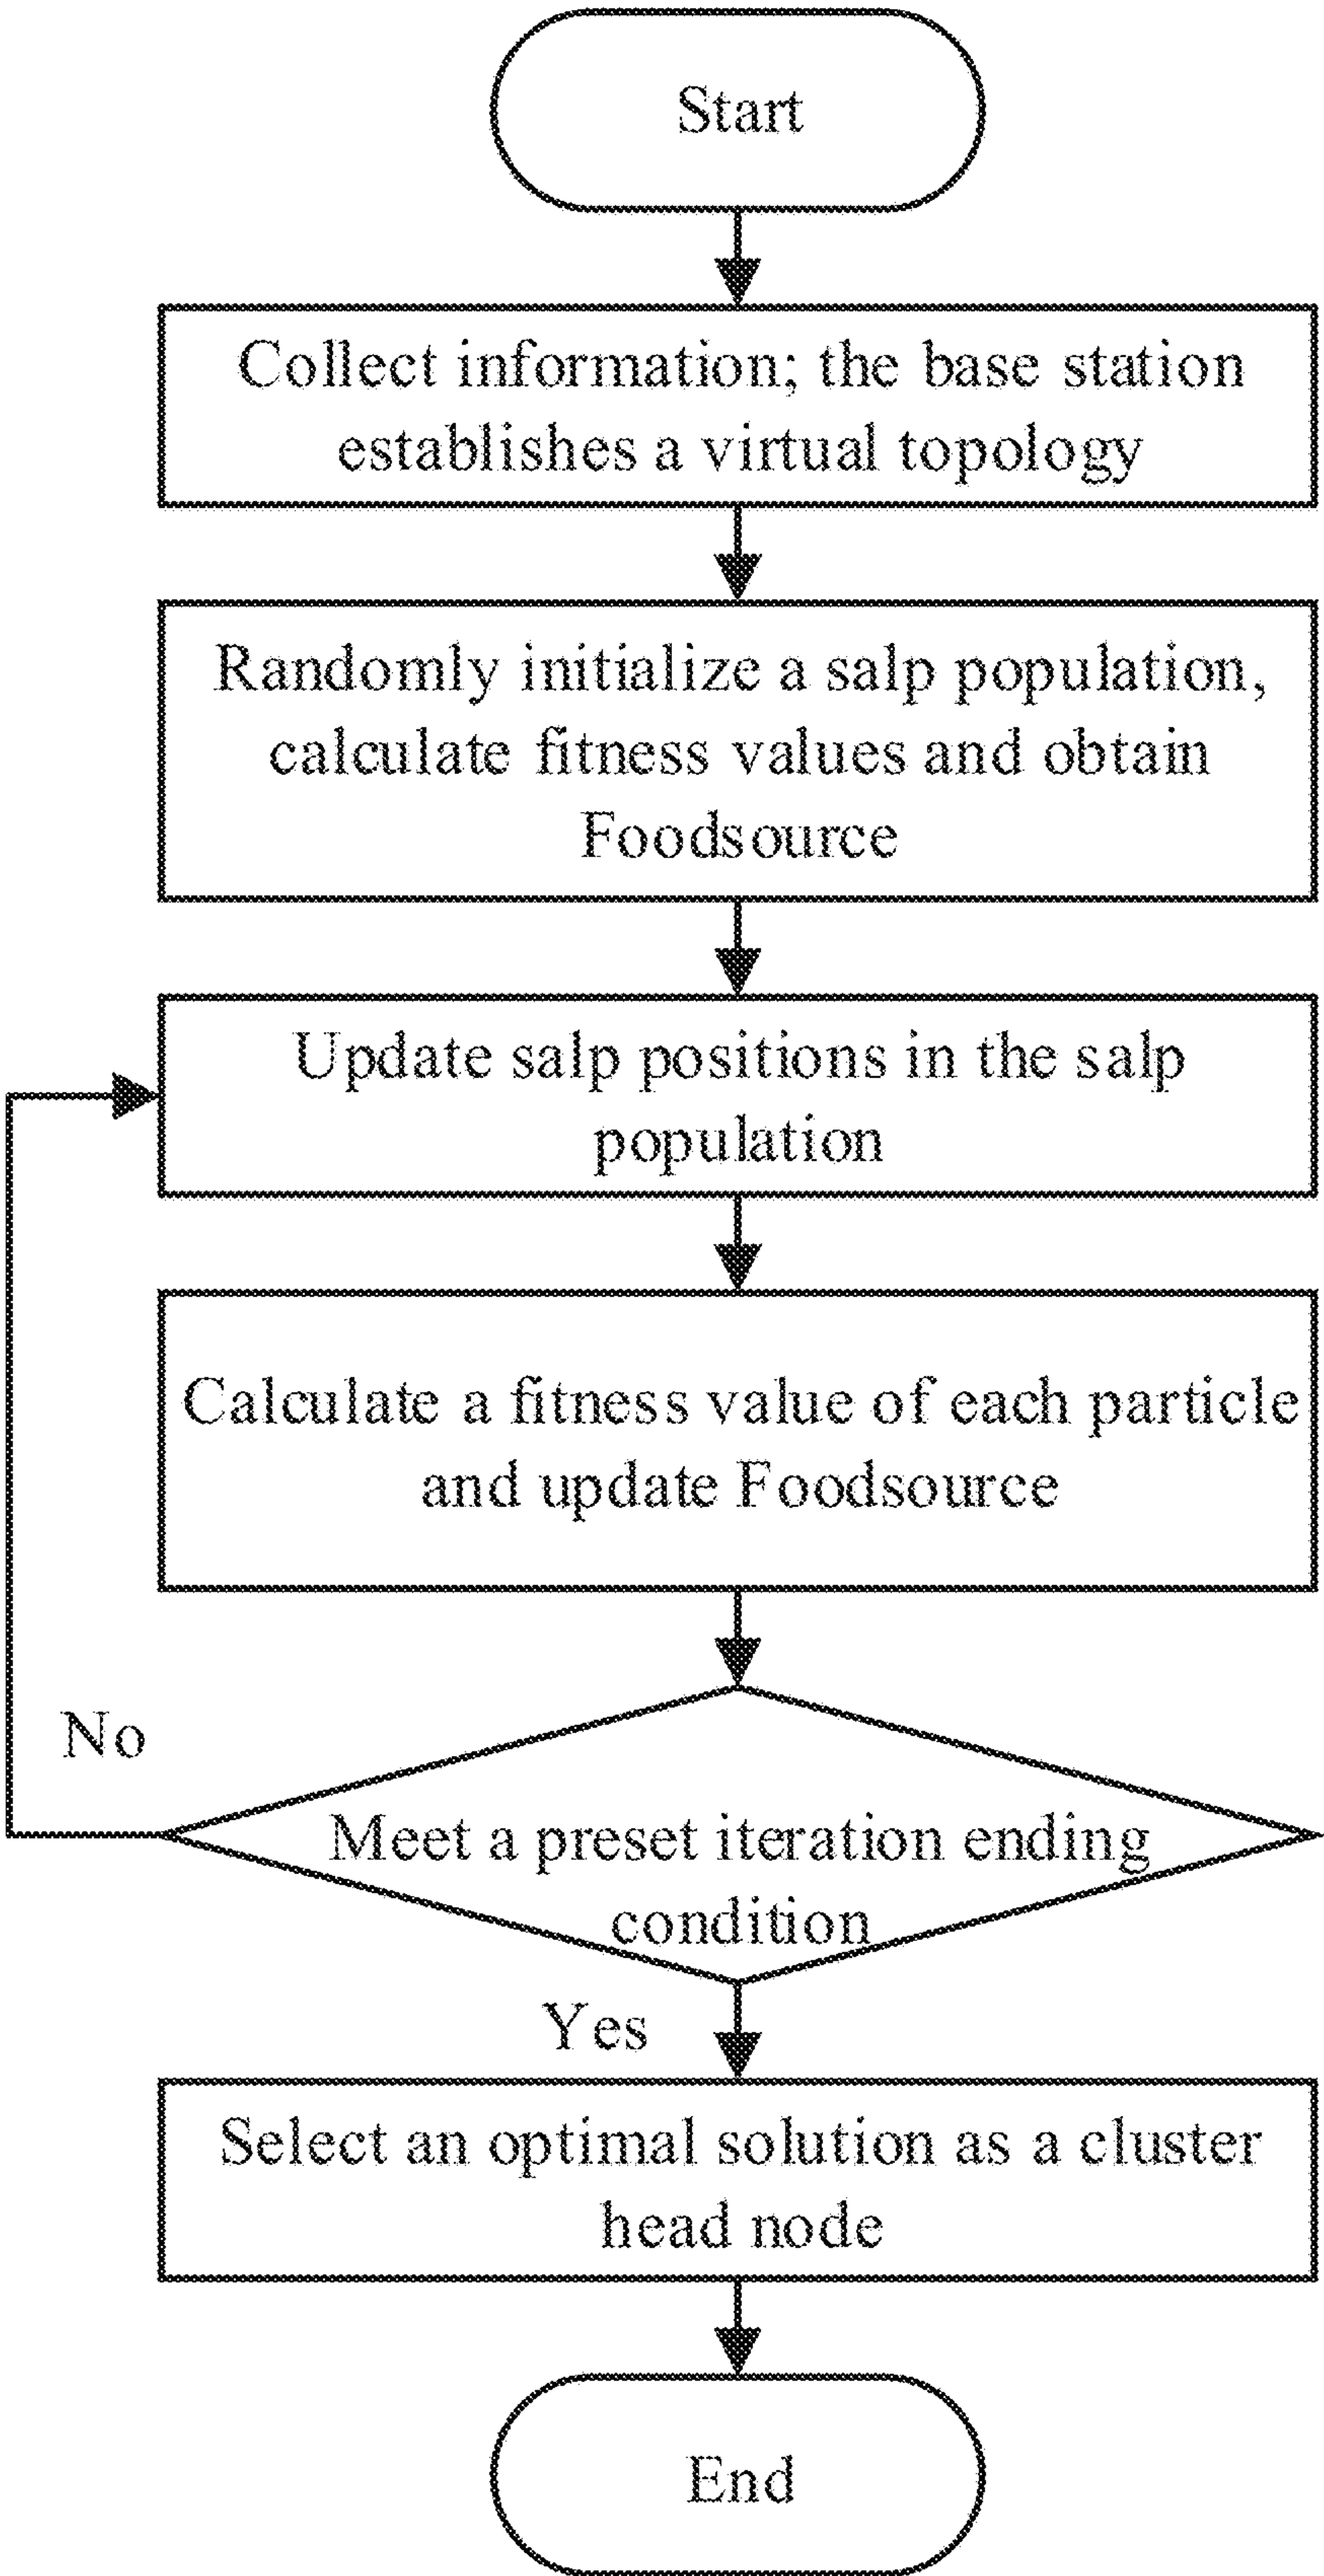 Start
Collect information; the base station
establishes a virtual topology
Randomly initialize a salp population,
calculate fitness values and obtain
Foodsource
Update salp positions in the salp
population
Calculate a fitness value of each particle
and update Foodsource
No
Meet a preset iteration ending
condition
Yes
Select an optimal solution as a cluster
head node
End